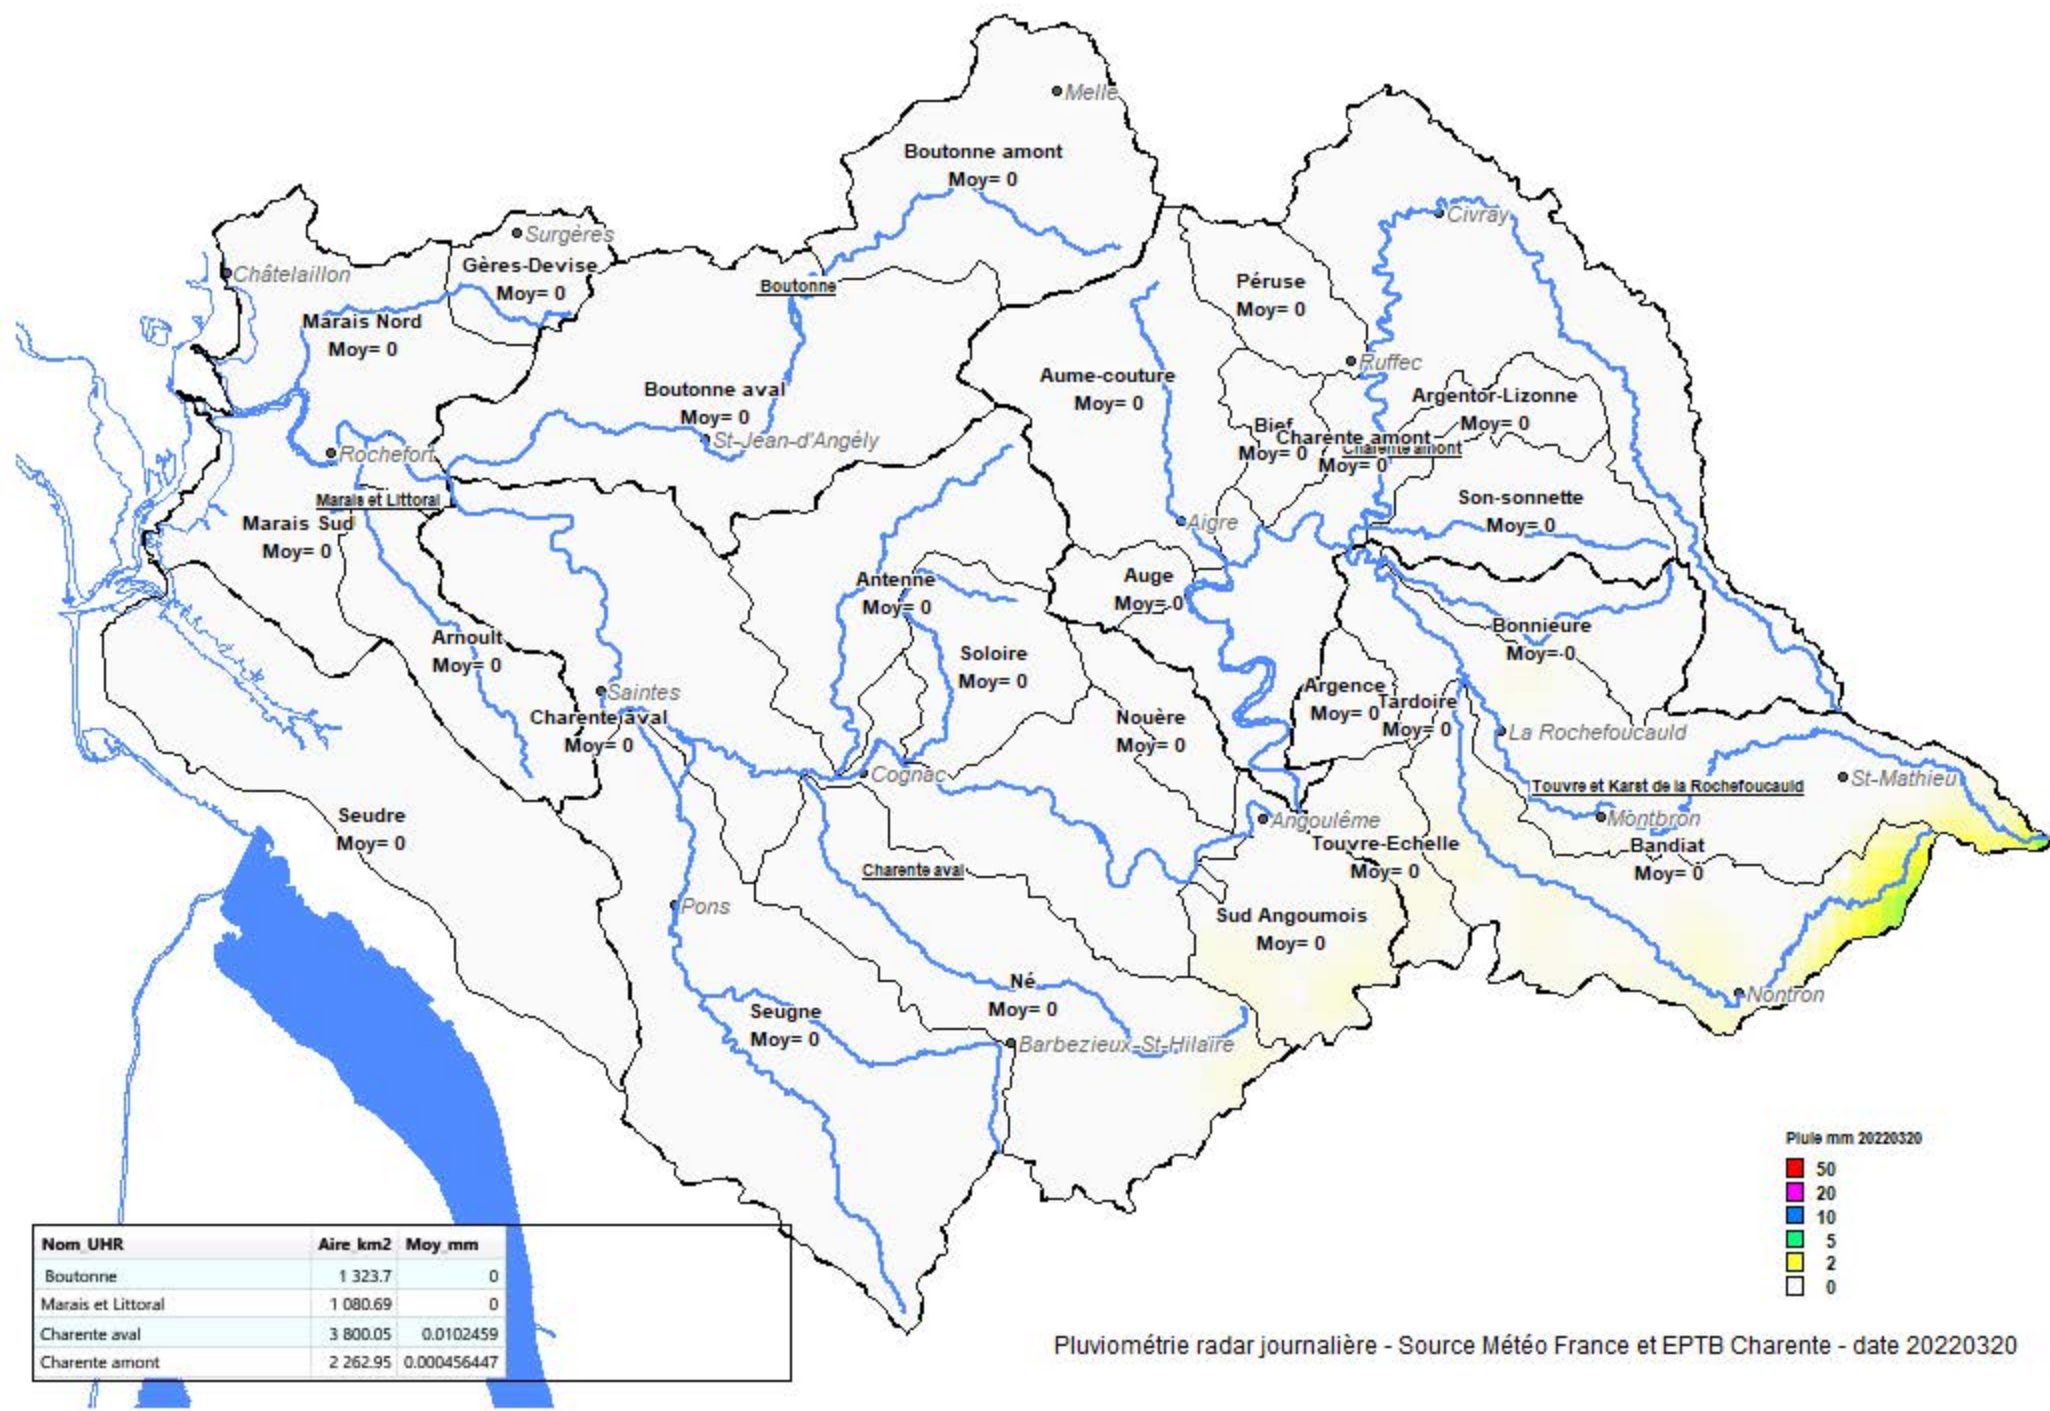 Melle
Boutonne amont
Moy= 0
Civray
Surgères
Châtelaillon
Gères-Devise
Moy= 0
Boutonne
Péruse
Moy= 0
Marais Nord
Moy= 0
Ruffec
Aume-couture
Moy= 0
Boutonne aval
Moy= 0
Argentor-Lizonne
Moy= 0
St-Jean-d'Angély
Bief
Moy= 0
Charente amont
Moy= 0
Charente amont
Rochefort
Marais et Littoral
Son-sonnette
Moy= 0
Marais Sud
Moy= 0
Aigre
Antenne
Moy= 0
Auge
Moy= 0
Bonnieure
Moy= 0
Arnoult
Moy= 0
Soloire
Moy= 0
Saintes
Argence
Moy= 0
Tardoire
Moy= 0
Charente aval
Moy= 0
Nouère
Moy= 0
La Rochefoucauld
Cognac
Touvre et Karst de la Rochefoucauld
St-Mathieu
Seudre
Moy= 0
Angoulême
Montbron
Touvre-Echelle
Moy= 0
Bandiat
Moy= 0
Charente aval
Pons
Sud Angoumois
Moy= 0
Né
Moy= 0
Nontron
Seugne
Moy= 0
Barbezieux-St-Hilaire
Pluie mm 20220320
50
20
10
5
2
0
Nom_UHR Aire_km2 Moy_mm
Boutonne 1 323.7 0
Marais et Littoral 1 080.69 0
Charente aval 3 800.05 0.0102459
Charente amont 2 262.95 0.000456447
Pluviométrie radar journalière - Source Météo France et EPTB Charente - date 20220320